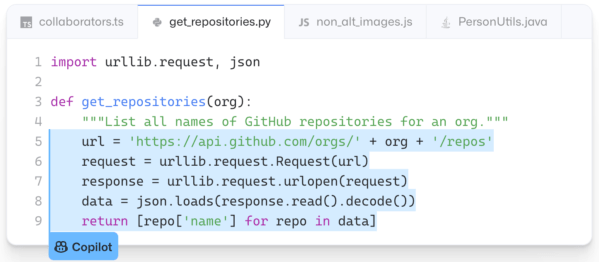 collaborators.ts get_repositories.py non_alt_images.js PersonUtils.java
1 import urllib.request, json
2
3 def get_repositories(org):
4     """List all names of GitHub repositories for an org."""
5     url = 'https://api.github.com/orgs/' + org + '/repos'
6     request = urllib.request.Request(url)
7     response = urllib.request.urlopen(request)
8     data = json.loads(response.read().decode())
9     return [repo['name'] for repo in data]
Copilot